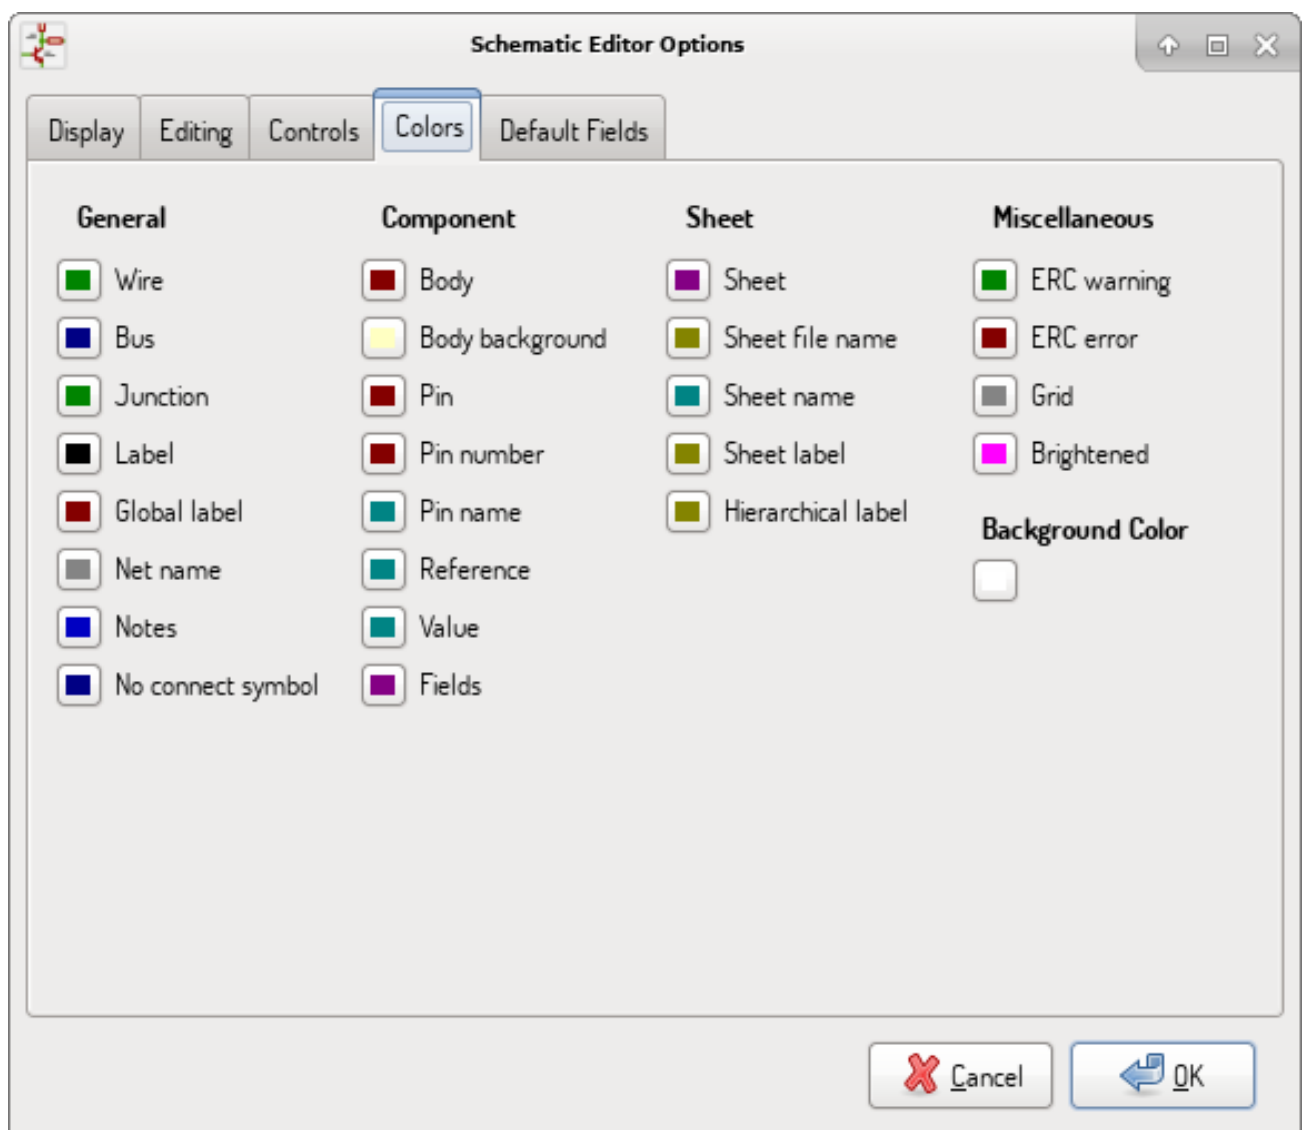 Schematic Editor Options
Display Editing Controls Colors Default Fields
General
Wire
Bus
Junction
Label
Global label
Net name
Notes
No connect symbol
Component
Body
Body background
Pin
Pin number
Pin name
Reference
Value
Fields
Sheet
Sheet
Sheet file name
Sheet name
Sheet label
Hierarchical label
Miscellaneous
ERC warning
ERC error
Grid
Brightened
Background Color
Cancel OK